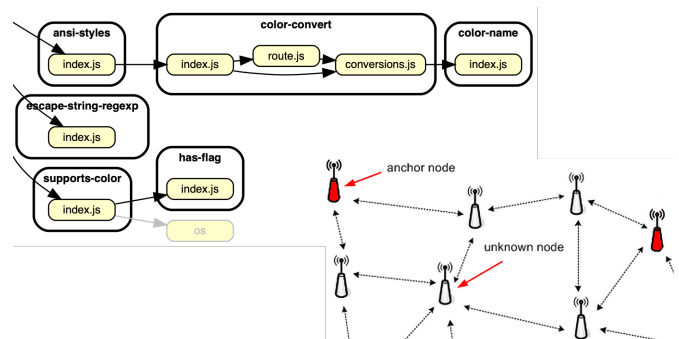 ansi-styles
index.js
color-convert
index.js
route.js
conversions.js
color-name
index.js
escape-string-regexp
index.js
supports-color
index.js
has-flag
index.js
os
anchor node
unknown node